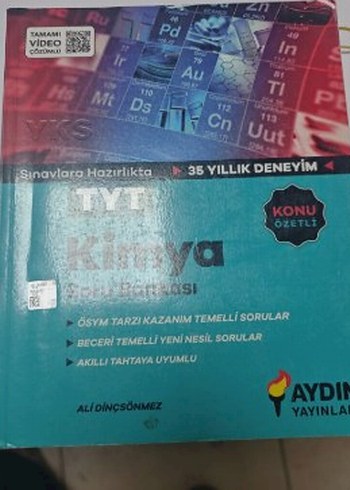 TAMAMI
VİDEO
ÇÖZÜMLÜ
Zn
Pd
In
Ir
Au
Tl
Mt
Ds
Cn
Uut
YKS
Sınavlara Hazırlıkta
35 YILLIK DENEYİM
TYT
KONU
ÖZETLİ
Kimya
Soru Bankası
ÖSYM TARZI KAZANIM TEMELLİ SORULAR
BECERİ TEMELLİ YENİ NESİL SORULAR
AKILLI TAHTAYA UYUMLU
ALİ DİNÇSÖNMEZ
AYDIN
YAYINLAR